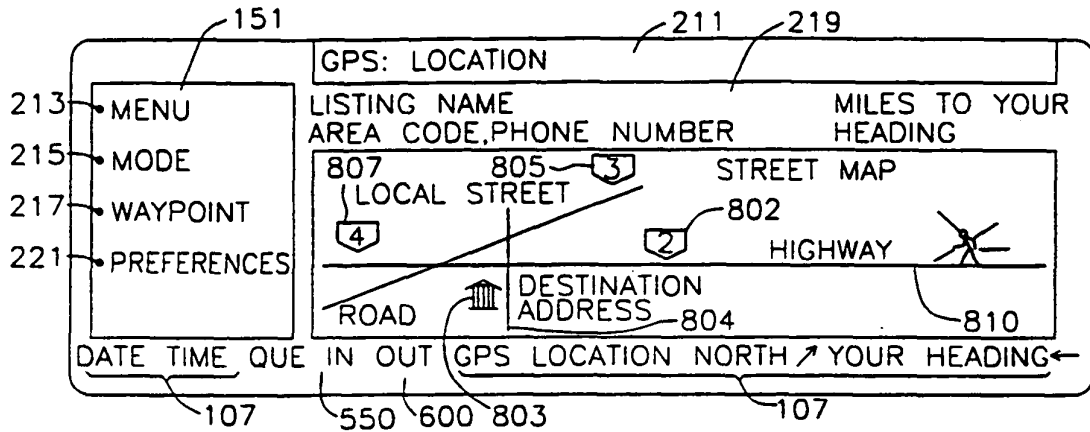 151
211
219
GPS: LOCATION
213 MENU
LISTING NAME
MILES TO YOUR
AREA CODE,PHONE NUMBER
HEADING
215 MODE
807
805
3
STREET MAP
LOCAL STREET
217 WAYPOINT
4
2
802
221 PREFERENCES
HIGHWAY
DESTINATION
ADDRESS
ROAD
804
810
DATE TIME QUE IN OUT GPS LOCATION NORTH ↗ YOUR HEADING ←
107
550
600
803
107